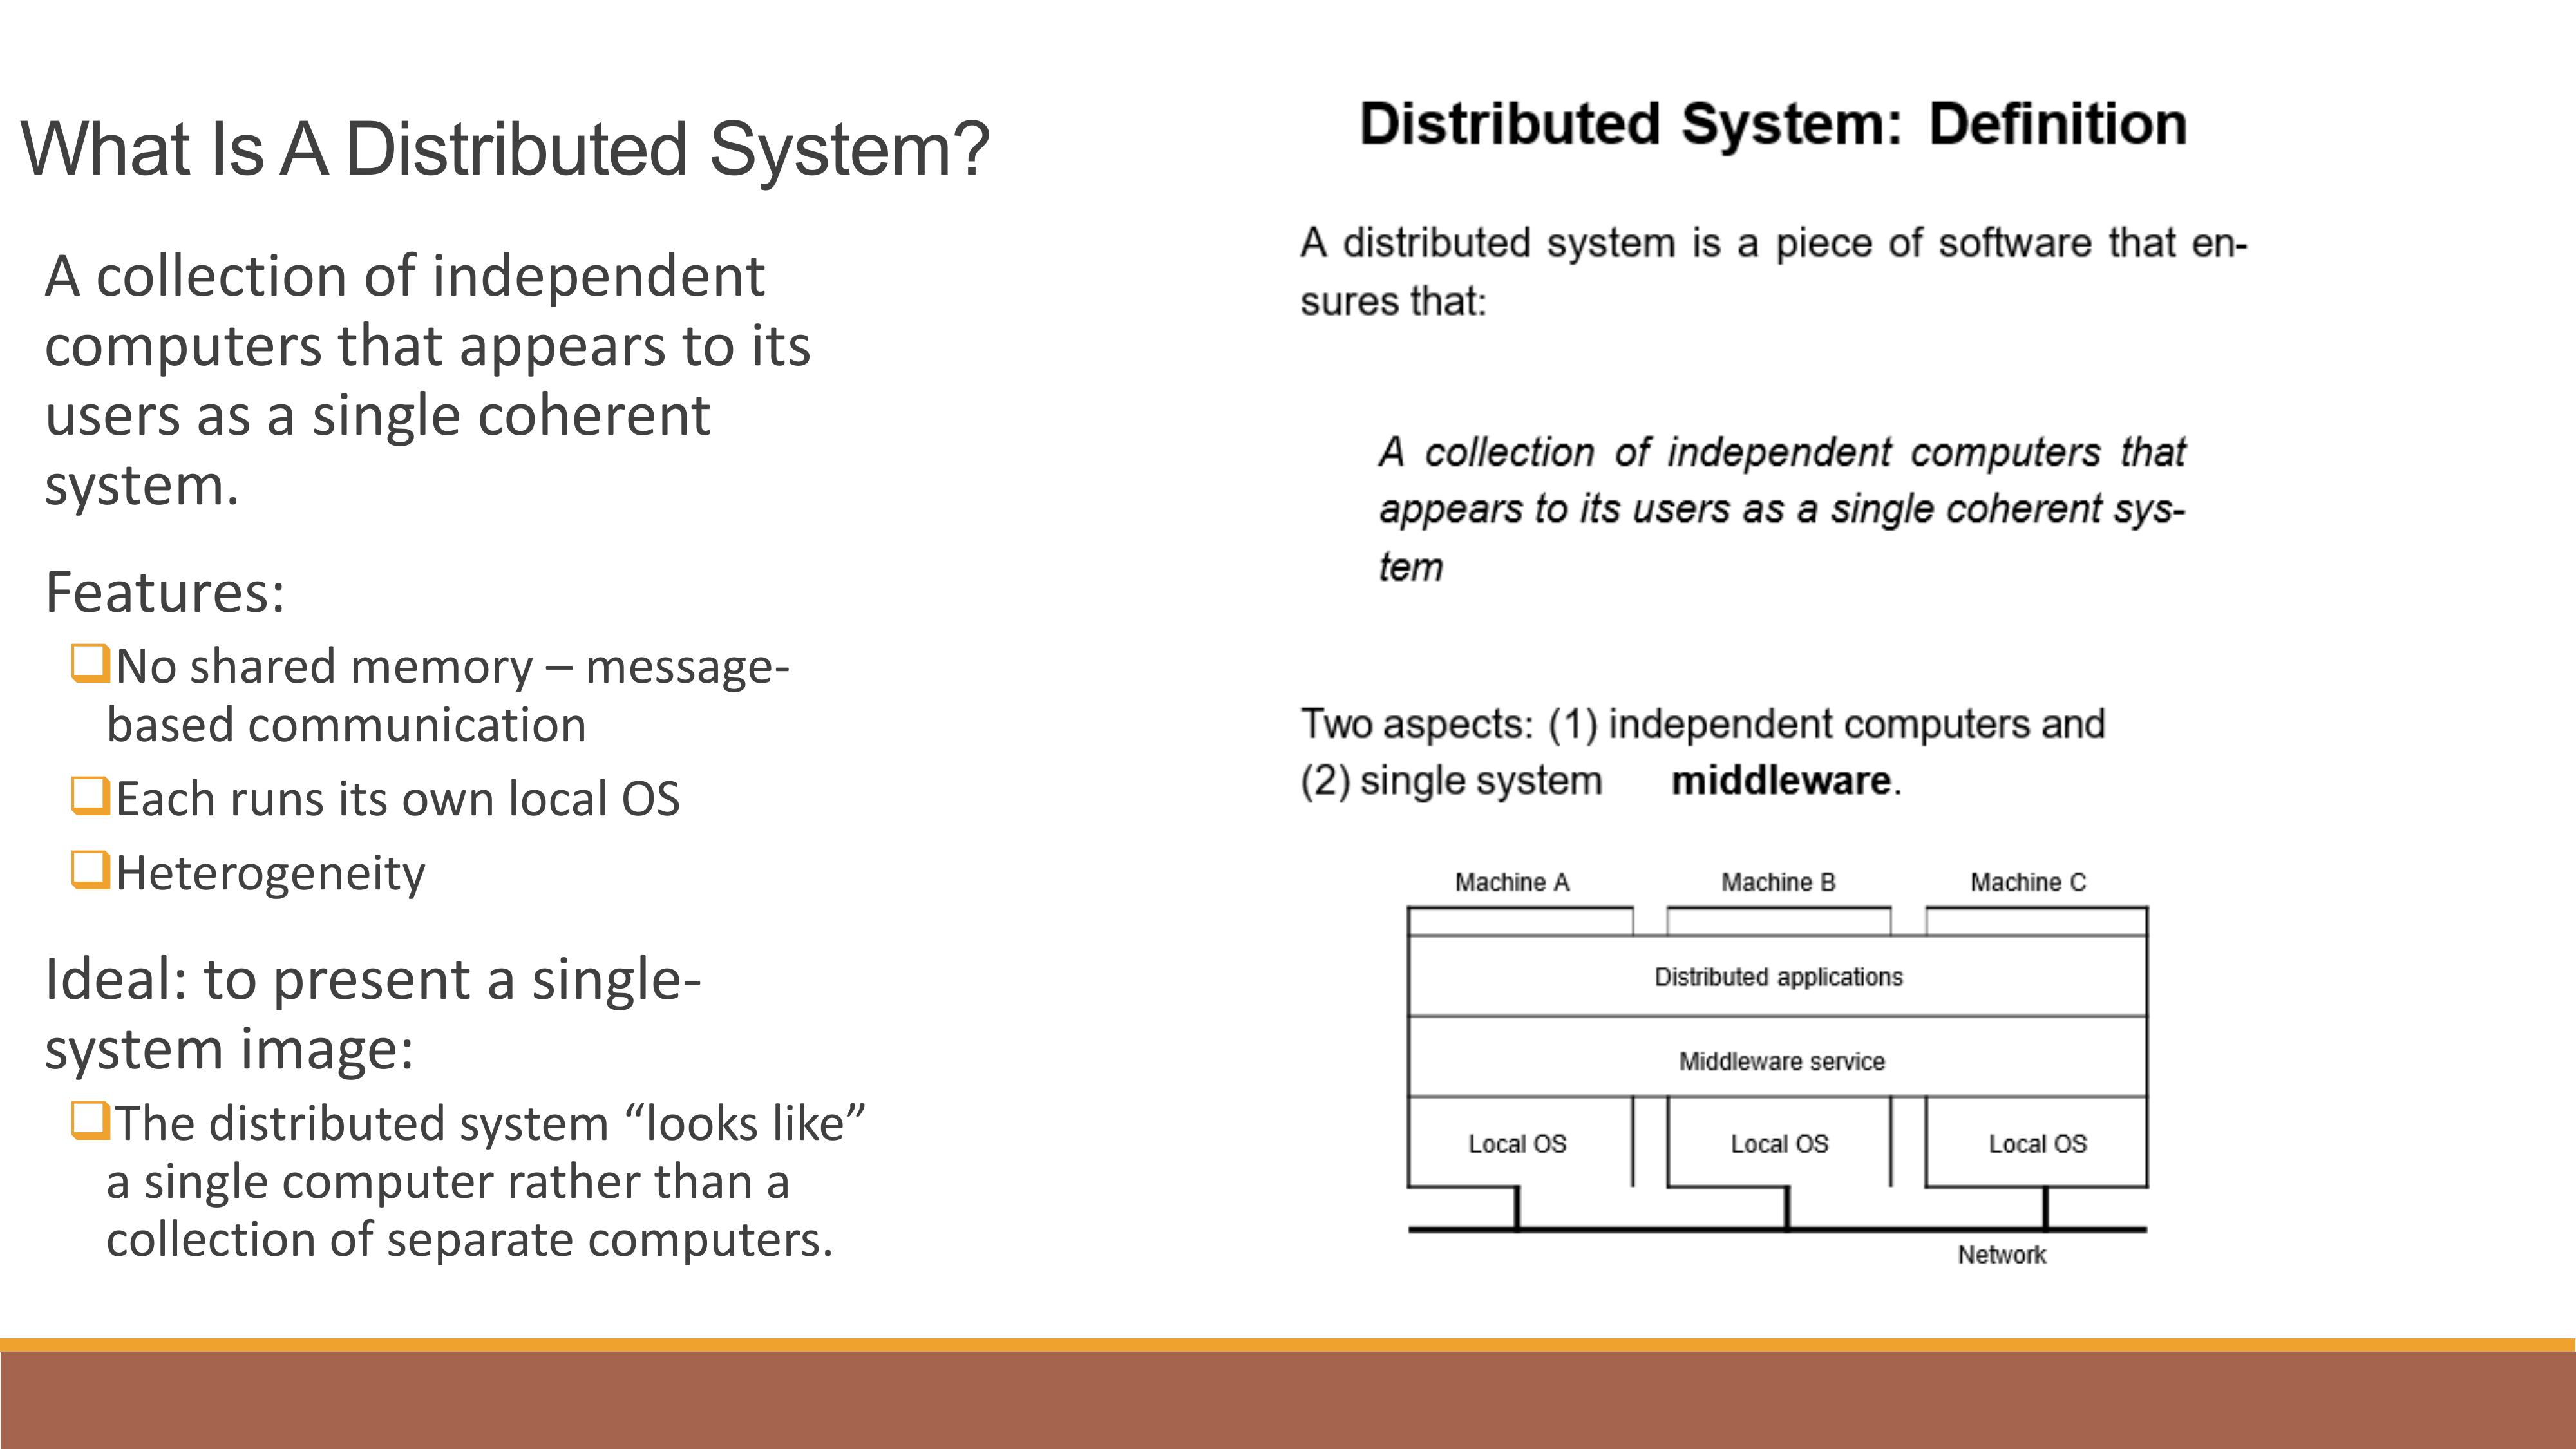 What Is A Distributed System?
A collection of independent
computers that appears to its
users as a single coherent
system.
Features:
No shared memory – message-
based communication
Each runs its own local OS
Heterogeneity
Ideal: to present a single-
system image:
The distributed system “looks like”
a single computer rather than a
collection of separate computers.
Distributed System: Definition
A distributed system is a piece of software that en-
sures that:
A collection of independent computers that
appears to its users as a single coherent sys-
tem
Two aspects: (1) independent computers and
(2) single system middleware.
Machine A Machine B Machine C
Distributed applications
Middleware service
Local OS Local OS Local OS
Network